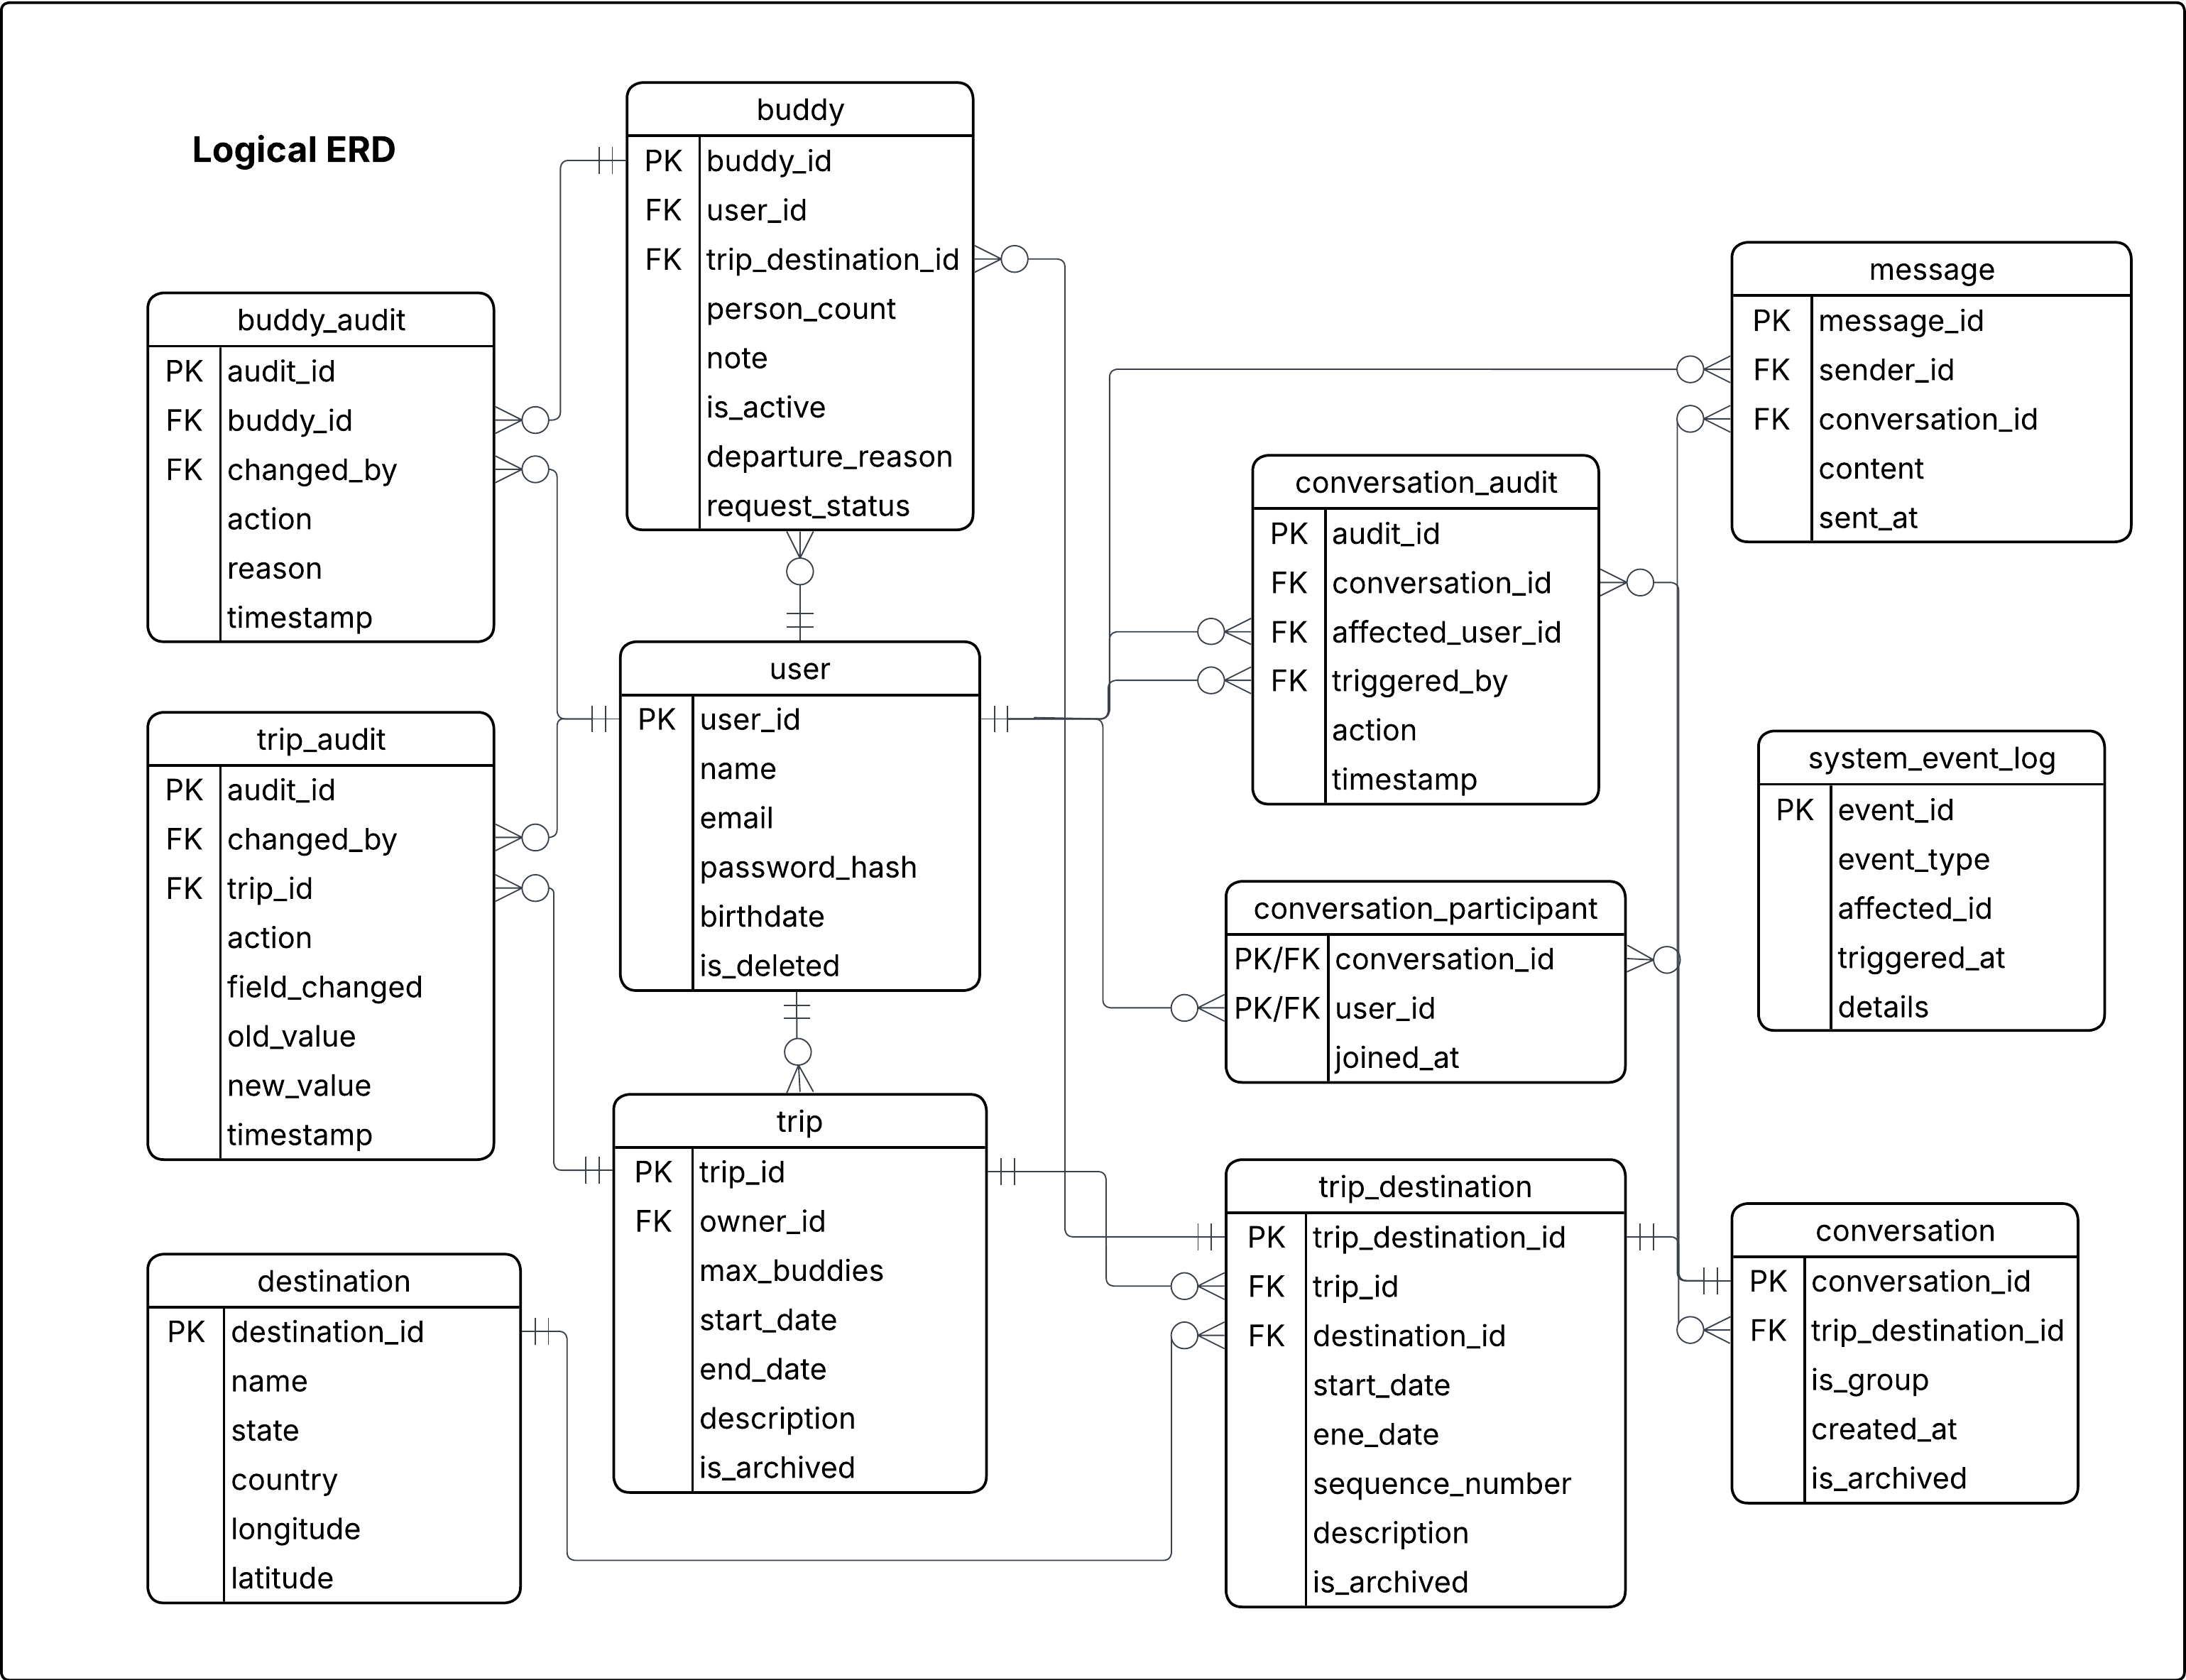 Logical ERD
buddy
PK buddy_id
FK user_id
FK trip_destination_id
person_count
note
is_active
departure_reason
request_status
buddy_audit
PK audit_id
FK buddy_id
FK changed_by
action
reason
timestamp
message
PK message_id
FK sender_id
FK conversation_id
content
sent_at
conversation_audit
PK audit_id
FK conversation_id
FK affected_user_id
FK triggered_by
action
timestamp
user
PK user_id
name
email
password_hash
birthdate
is_deleted
trip_audit
PK audit_id
FK changed_by
FK trip_id
action
field_changed
old_value
new_value
timestamp
system_event_log
PK event_id
event_type
affected_id
triggered_at
details
conversation_participant
PK/FK conversation_id
PK/FK user_id
joined_at
trip
PK trip_id
FK owner_id
max_buddies
start_date
end_date
description
is_archived
trip_destination
PK trip_destination_id
FK trip_id
FK destination_id
start_date
ene_date
sequence_number
description
is_archived
conversation
PK conversation_id
FK trip_destination_id
is_group
created_at
is_archived
destination
PK destination_id
name
state
country
longitude
latitude